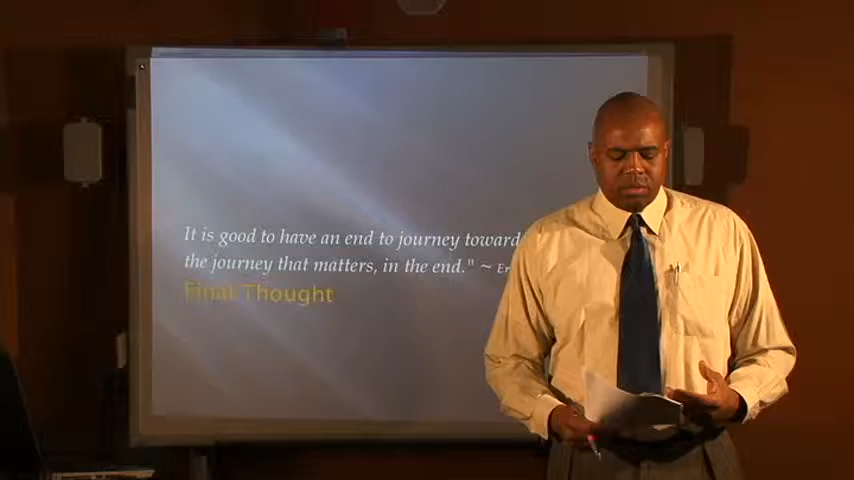 It is good to have an end to journey toward
the journey that matters, in the end." ~ Er
Final Thought